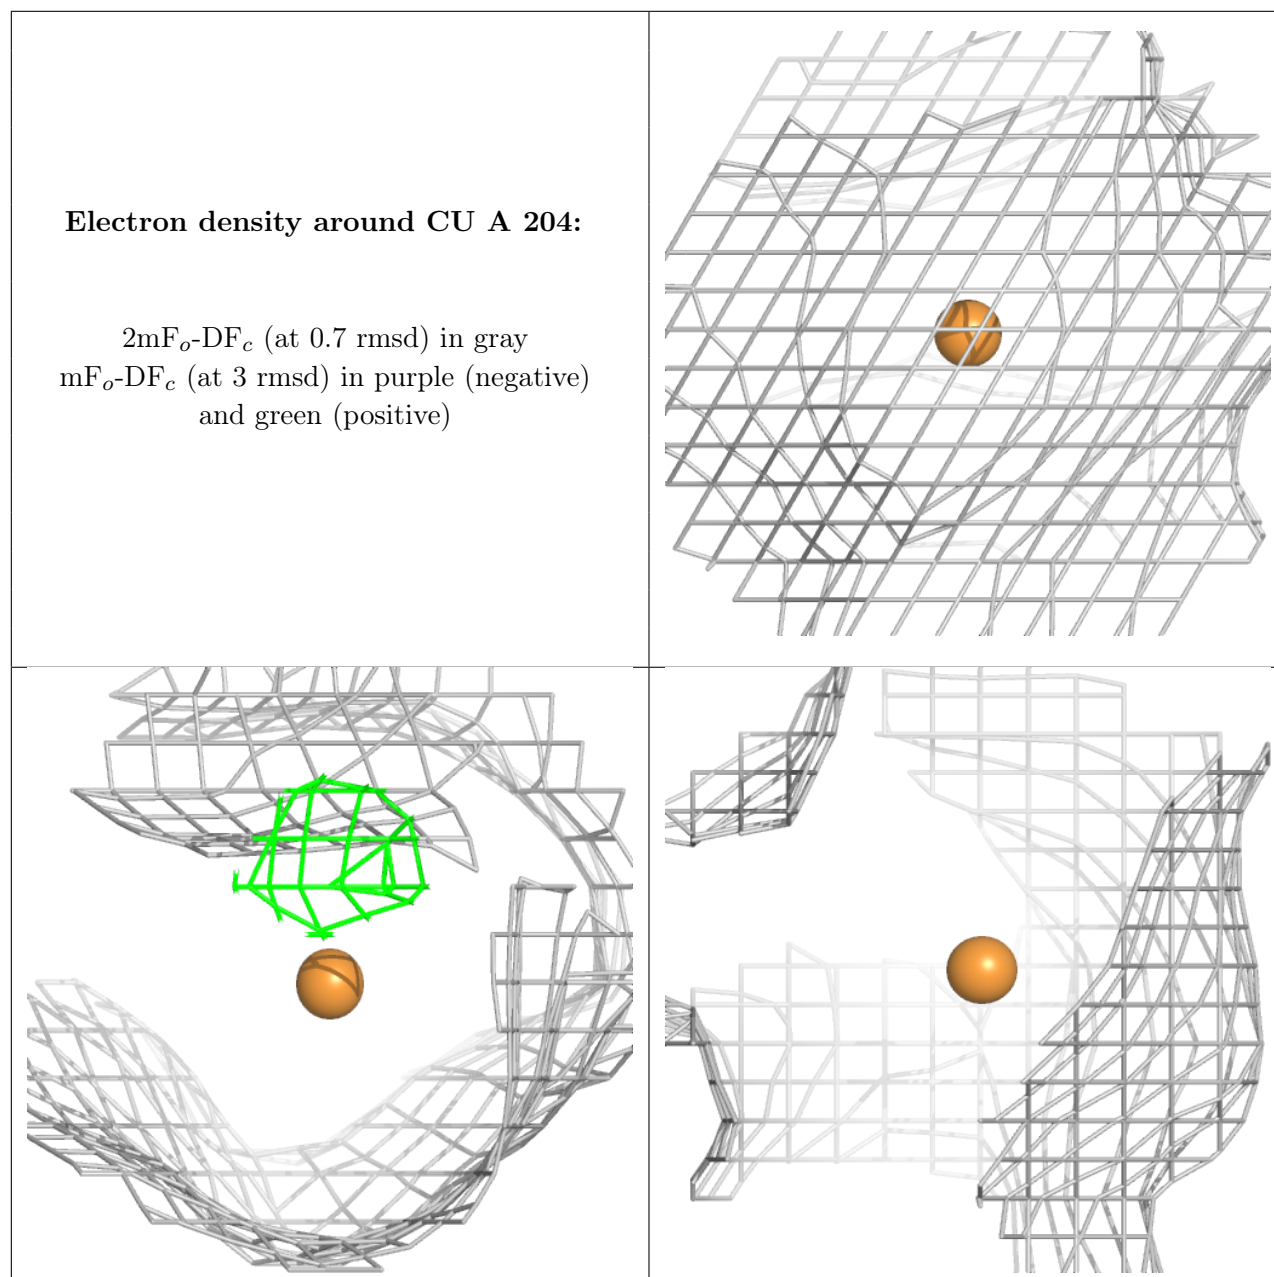 Electron density around CU A 204:
2mFo-DFc (at 0.7 rmsd) in gray
mFo-DFc (at 3 rmsd) in purple (negative)
and green (positive)